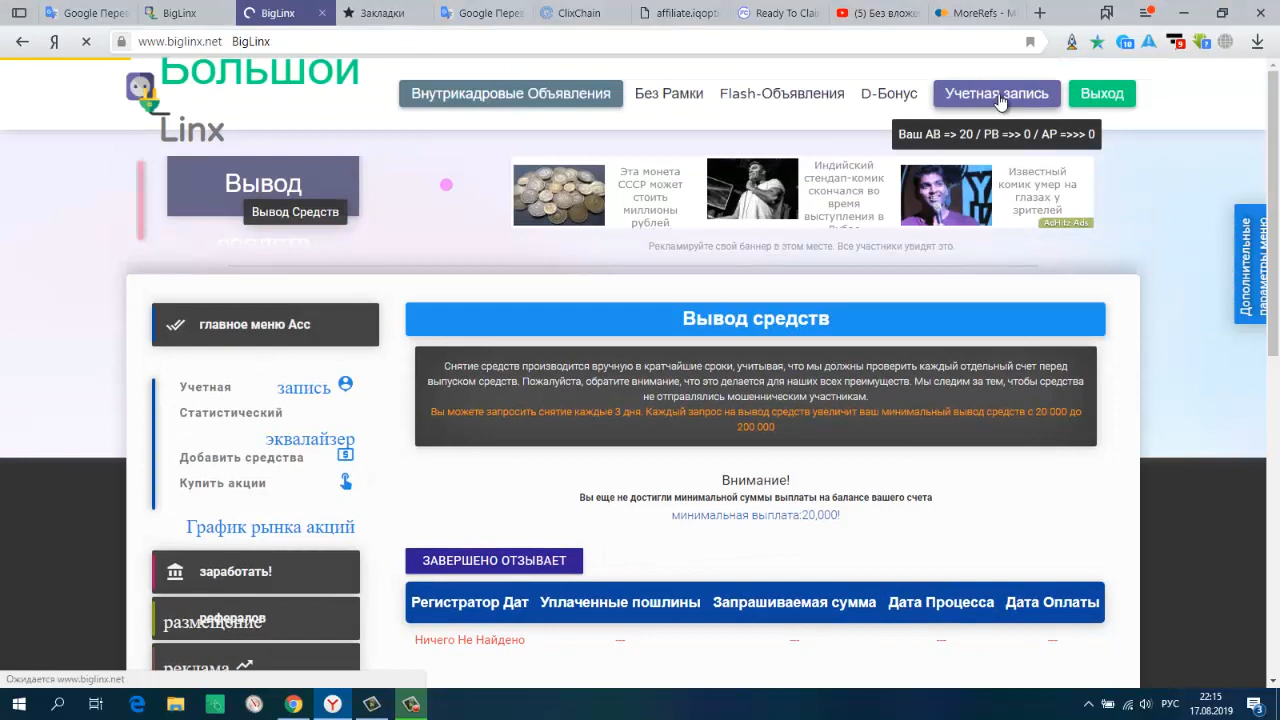 Google Пере
Google Пере
BigLinx
Закладки
Google Пере
ClixChain
affiliate.pop
Ready To Clai
(5) Без влож
MoreRefs - М
www.biglinx.net BigLinx
10
9
7
Большой
Linx
Внутрикадровые Объявления
Без Рамки
Flash-Объявления
D-Бонус
Учетная запись
Выход
Ваш AB => 20 / PB =>> 0 / AP =>>> 0
Вывод
средств
Вывод Средств
Эта монета
СССР может
стоить
миллионы
рублей
Индийский
стендап-комик
скончался во
время
выступления в
Дубае
Известный
комик умер на
глазах у
зрителей
AdHitz Ads
Рекламируйте свой баннер в этом месте. Все участники увидят это.
Дополнительные
параметры меню
главное меню Acc
Учетная
запись
Статистический
эквалайзер
Добавить средства
Купить акции
График рынка акций
заработать!
рефералов
размещение
реклама
Вывод средств
Снятие средств производится вручную в кратчайшие сроки, учитывая, что мы должны проверить каждый отдельный счет перед
выпуском средств. Пожалуйста, обратите внимание, что это делается для наших всех преимуществ. Мы следим за тем, чтобы средства
не отправлялись мошенническим участникам.
Вы можете запросить снятие каждые 3 дня. Каждый запрос на вывод средств увеличит ваш минимальный вывод средств с 20 000 до
200 000
Внимание!
Вы еще не достигли минимальной суммы выплаты на балансе вашего счета
минимальная выплата:20,000!
ЗАВЕРШЕНО ОТЗЫВАЕТ
Регистратор Дат Уплаченные пошлины Запрашиваемая сумма Дата Процесса Дата Оплаты
Ничего Не Найдено --- --- --- ---
Ожидается www.biglinx.net
РУС
22:15
17.08.2019
3